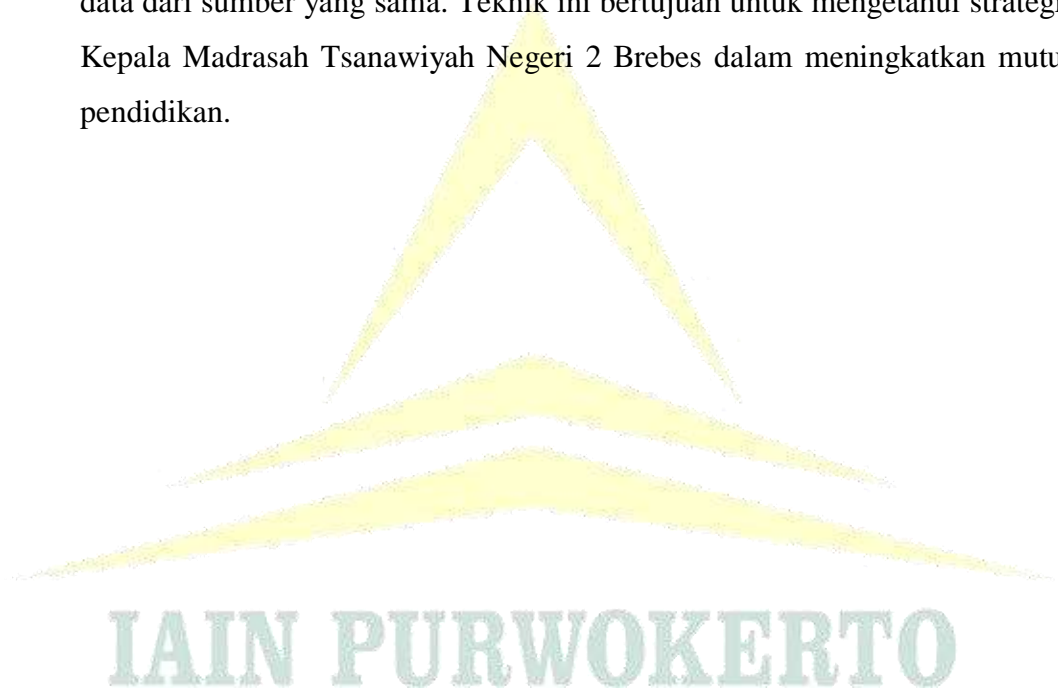 data dari sumber yang sama. Teknik ini bertujuan untuk mengetahui strategi
Kepala Madrasah Tsanawiyah Negeri 2 Brebes dalam meningkatkan mutu
pendidikan.
IAIN PURWOKERTO